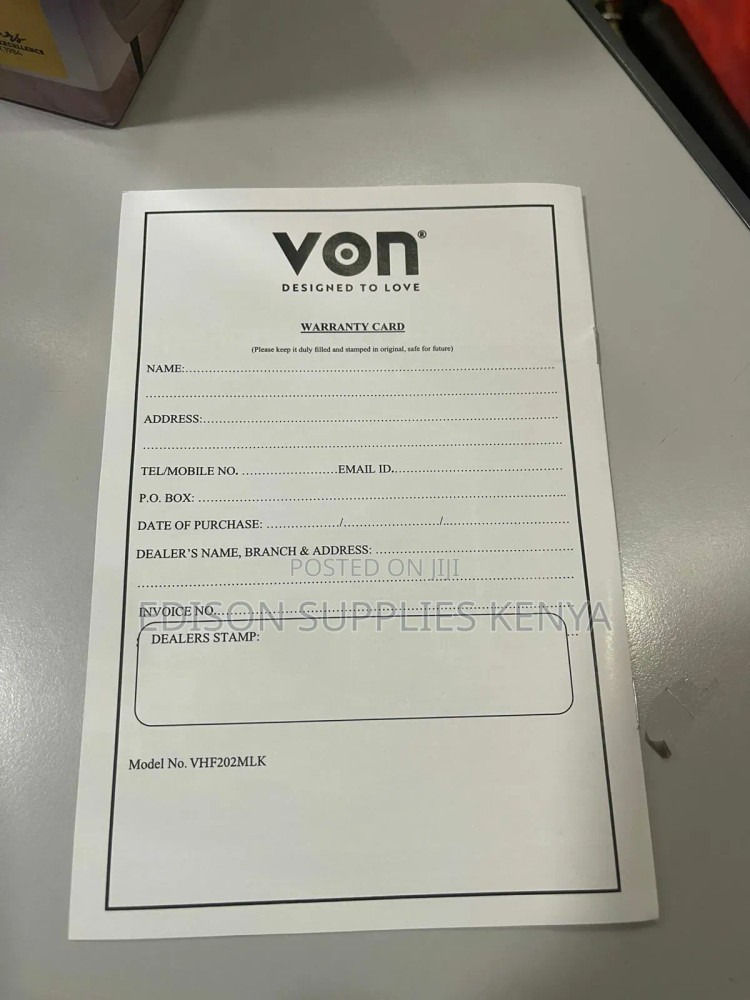 EXCELLENCE
1984
VON®
DESIGNED TO LOVE
WARRANTY CARD
(Please keep it duly filled and stamped in original, safe for future)
NAME:
ADDRESS:
TEL/MOBILE NO. EMAIL ID.
P.O. BOX:
DATE OF PURCHASE: / /
DEALER'S NAME, BRANCH & ADDRESS:
POSTED ON JIJI
INVOICE NO.
EDISON SUPPLIES KENYA
DEALERS STAMP:
Model No. VHF202MLK